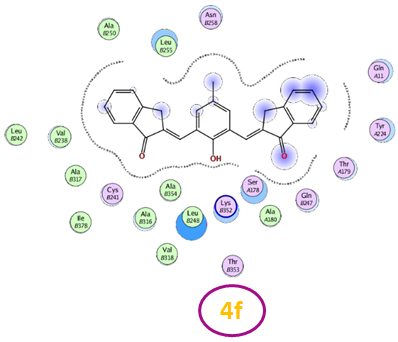 Ala
B250
Asn
B258
Leu
B255
Gln
A11
Leu
B242
Val
B238
Tyr
A224
O
OH
O
Ala
B317
Cys
B241
Ala
B354
Ser
A178
Thr
A179
Lys
B352
Gln
B247
Ile
B378
Ala
B316
Leu
B248
Ala
A180
Val
B318
Thr
B353
4f